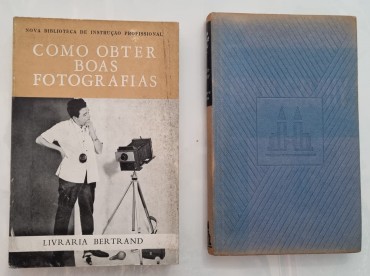 NOVA BIBLIOTECA DE INSTRUÇÃO PROFISSIONAL
COMO OBTER
BOAS
FOTOGRAFIAS
LIVRARIA BERTRAND